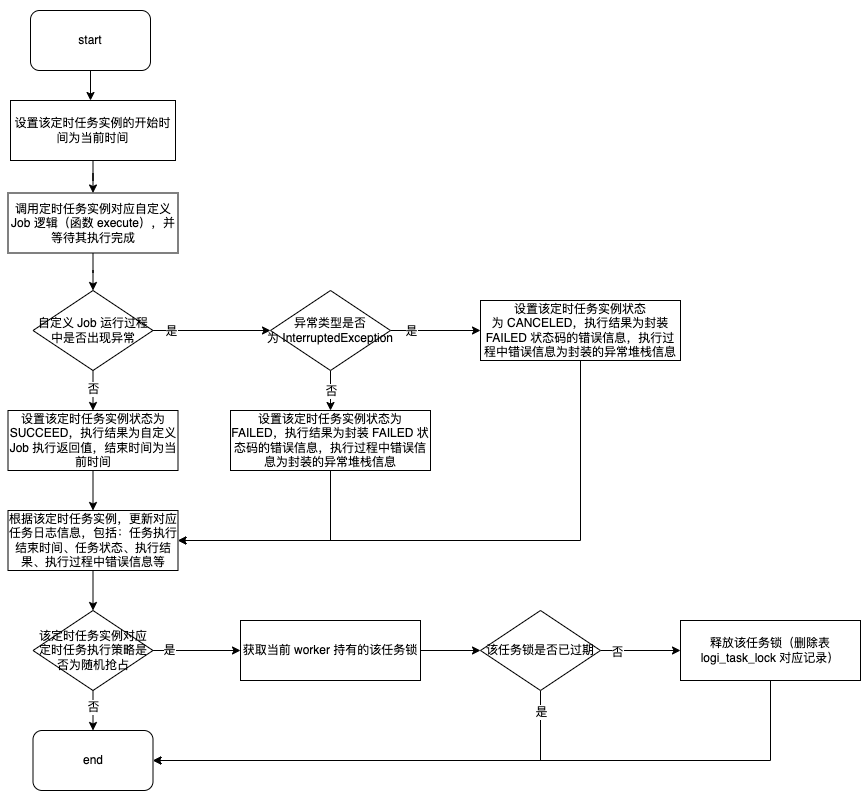 start
设置该定时任务实例的开始时
间为当前时间
调用定时任务实例对应自定义
Job 逻辑（函数 execute），并
等待其执行完成
自定义 Job 运行过程
中是否出现异常
是
异常类型是否
为 InterruptedException
是
设置该定时任务实例状态
为 CANCELED，执行结果为封装
FAILED 状态码的错误信息，执行过
程中错误信息为封装的异常堆栈信息
否
否
设置该定时任务实例状态为
SUCCEED，执行结果为自定义
Job 执行返回值，结束时间为当
前时间
设置该定时任务实例状态为
FAILED，执行结果为封装 FAILED 状
态码的错误信息，执行过程中错误信
息为封装的异常堆栈信息
根据该定时任务实例，更新对应
任务日志信息，包括：任务执行
结束时间、任务状态、执行结
果、执行过程中错误信息等
该定时任务实例对应
定时任务执行策略是
否为随机抢占
是
获取当前 worker 持有的该任务锁
该任务锁是否已过期
否
释放该任务锁（删除表
logi_task_lock 对应记录）
否
是
end